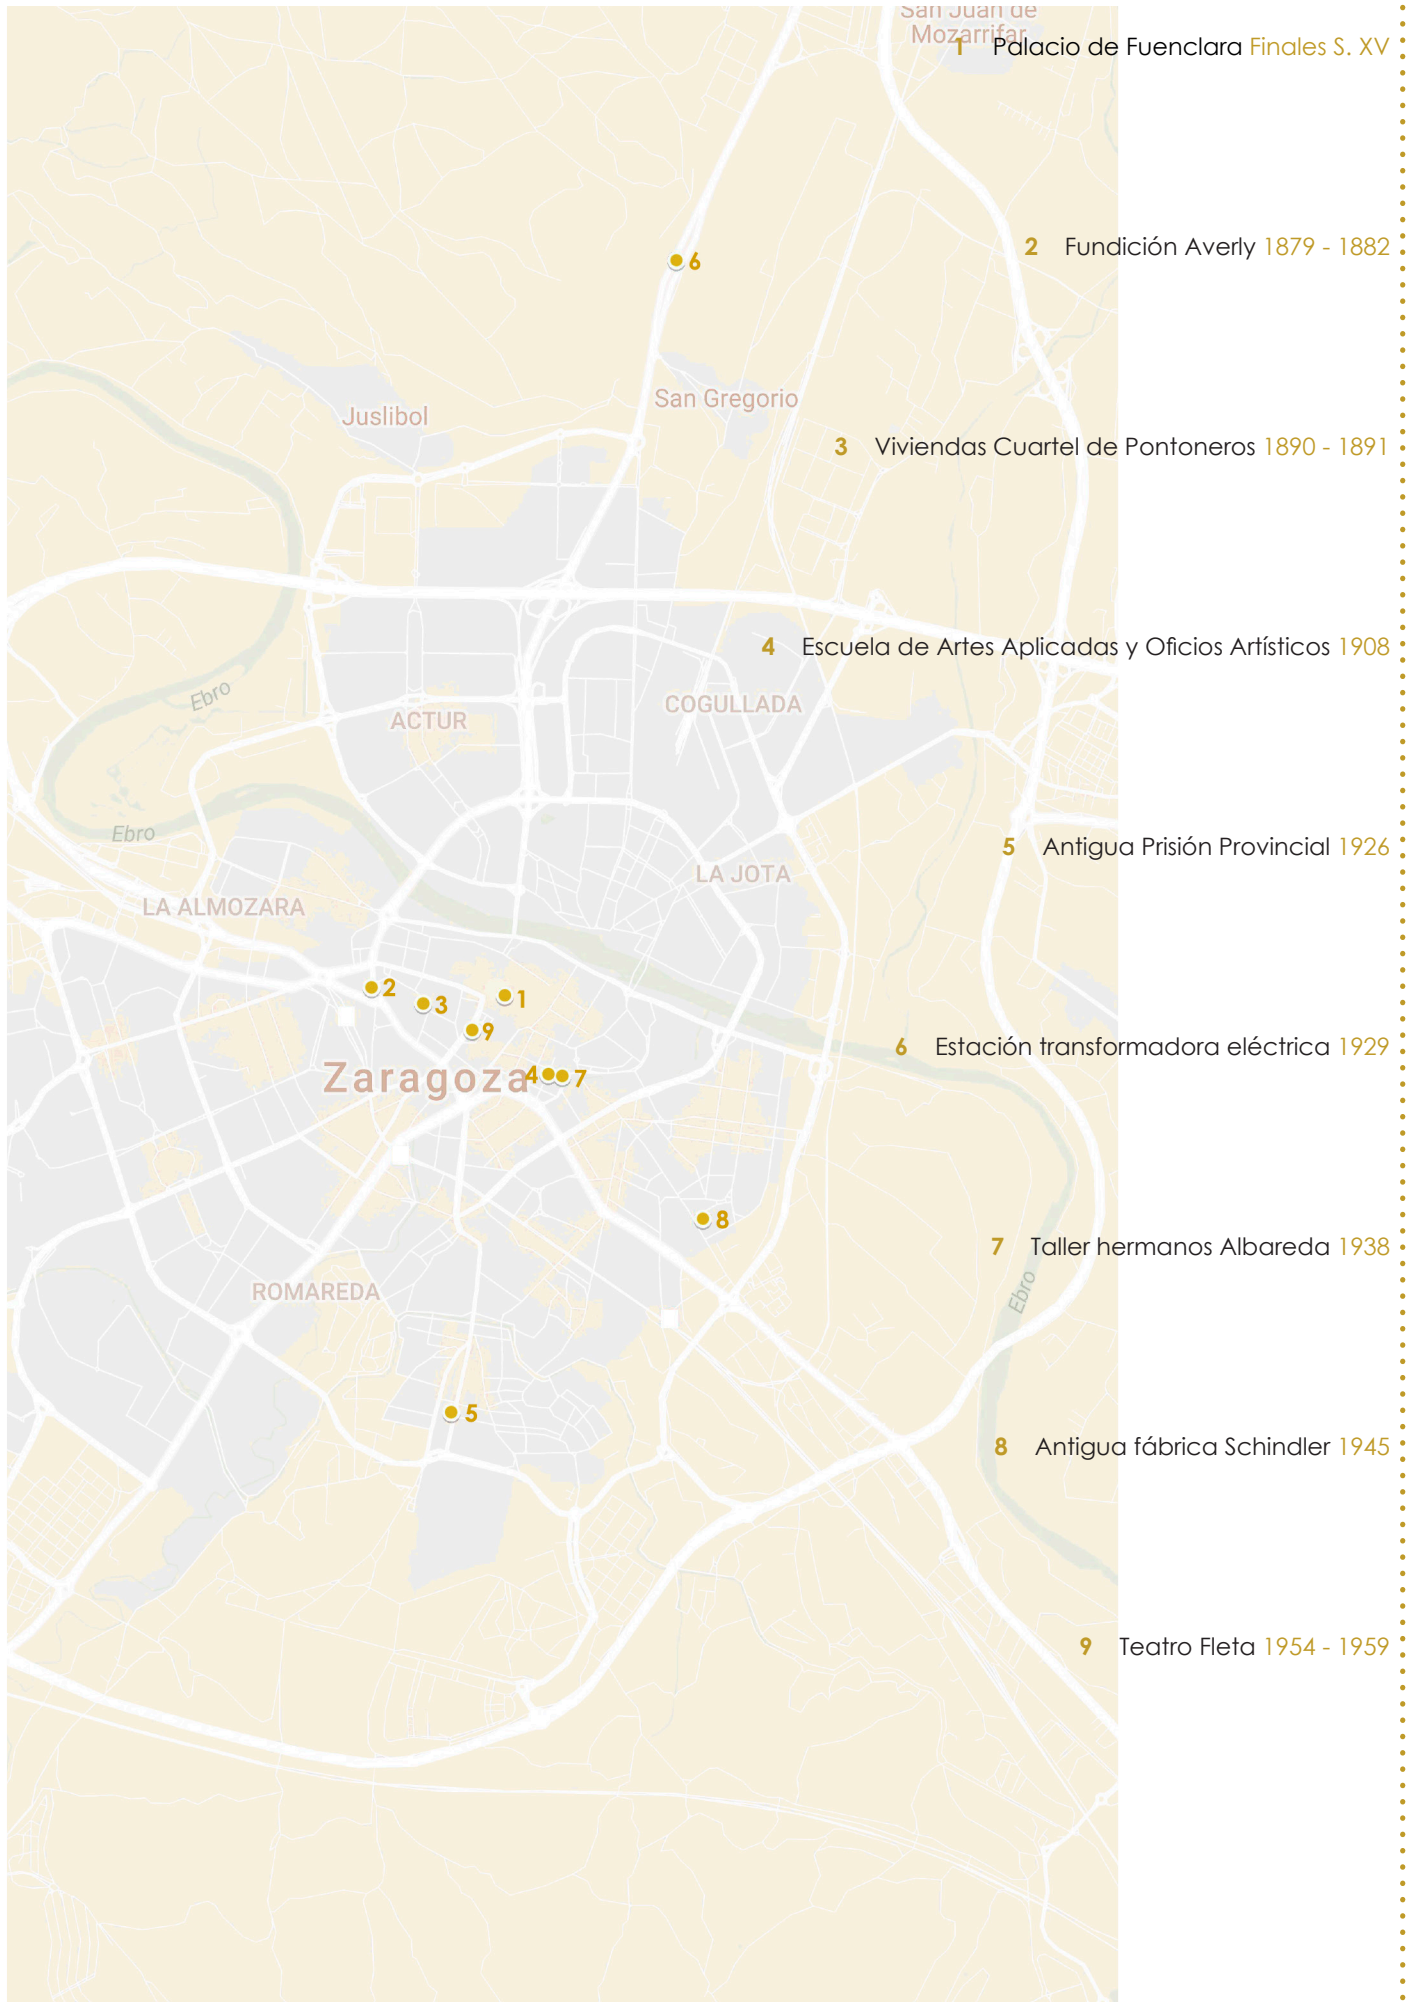 San Juan de
Mozarrifar
1 Palacio de Fuenclara Finales S. XV
2 Fundición Averly 1879 - 1882
6
San Gregorio
Juslibol
3 Viviendas Cuartel de Pontoneros 1890 - 1891
4 Escuela de Artes Aplicadas y Oficios Artísticos 1908
Ebro
COGULLADA
ACTUR
Ebro
5 Antigua Prisión Provincial 1926
LA JOTA
LA ALMOZARA
2
3
1
9
6 Estación transformadora eléctrica 1929
Zaragoza
4
7
8
7 Taller hermanos Albareda 1938
ROMAREDA
Ebro
5
8 Antigua fábrica Schindler 1945
9 Teatro Fleta 1954 - 1959